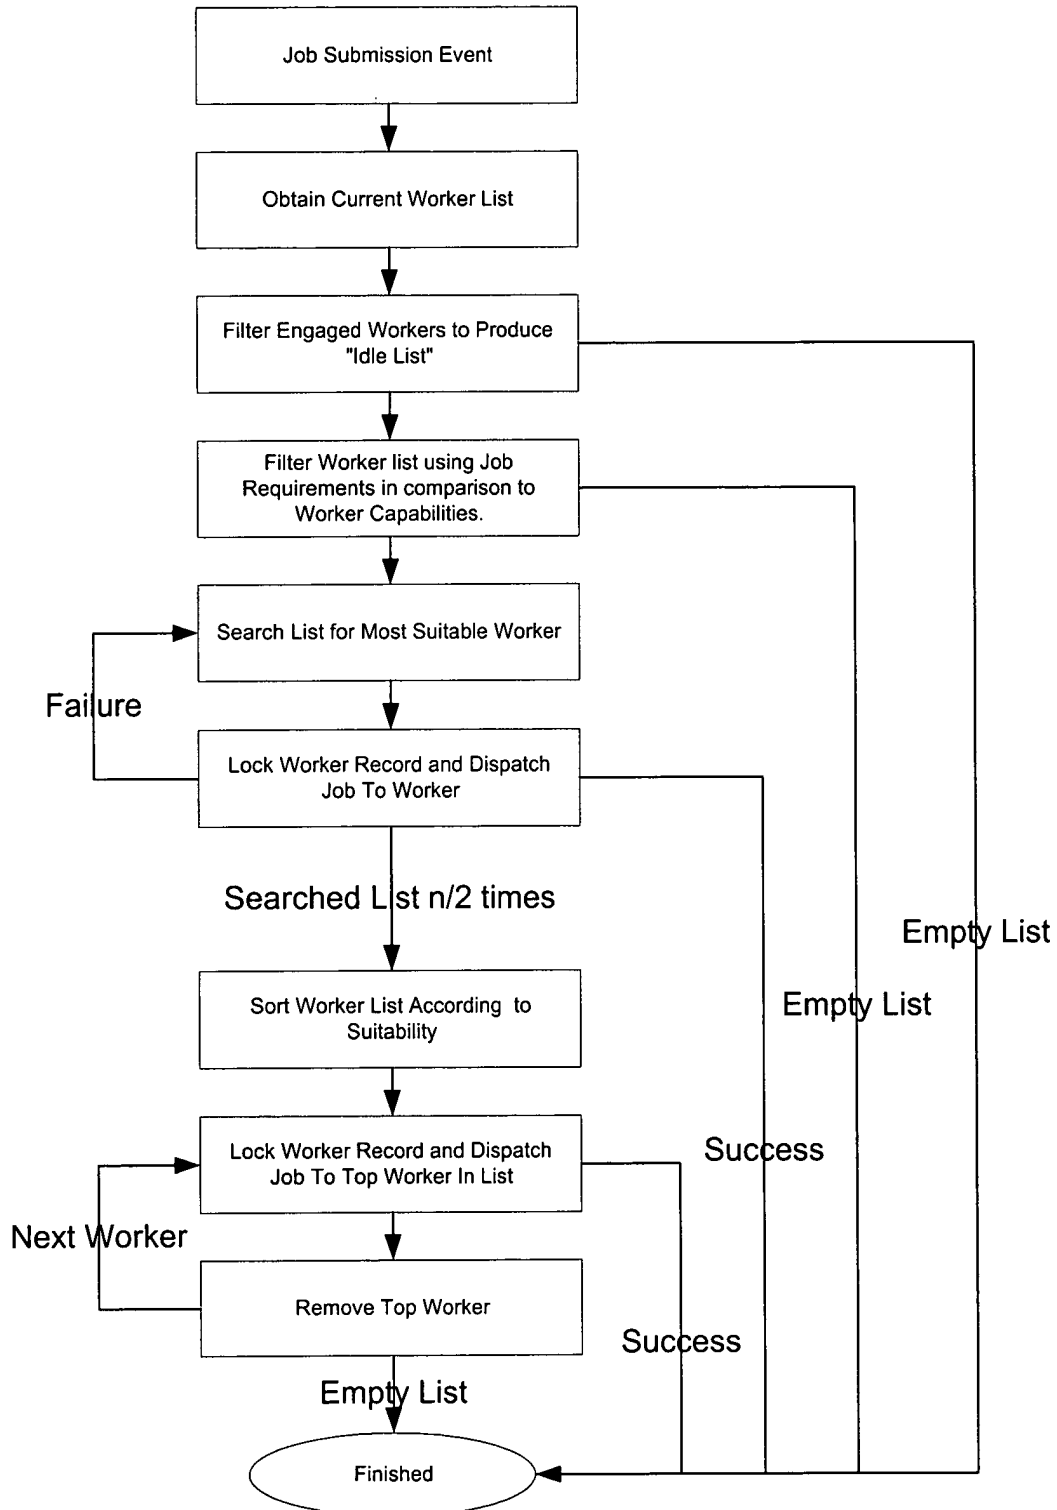 Job Submission Event
Obtain Current Worker List
Filter Engaged Workers to Produce
"Idle List"
Filter Worker list using Job
Requirements in comparison to
Worker Capabilities.
Search List for Most Suitable Worker
Failure
Lock Worker Record and Dispatch
Job To Worker
Searched List n/2 times
Empty List
Sort Worker List According to
Suitability
Empty List
Lock Worker Record and Dispatch
Job To Top Worker In List
Success
Next Worker
Remove Top Worker
Success
Empty List
Finished